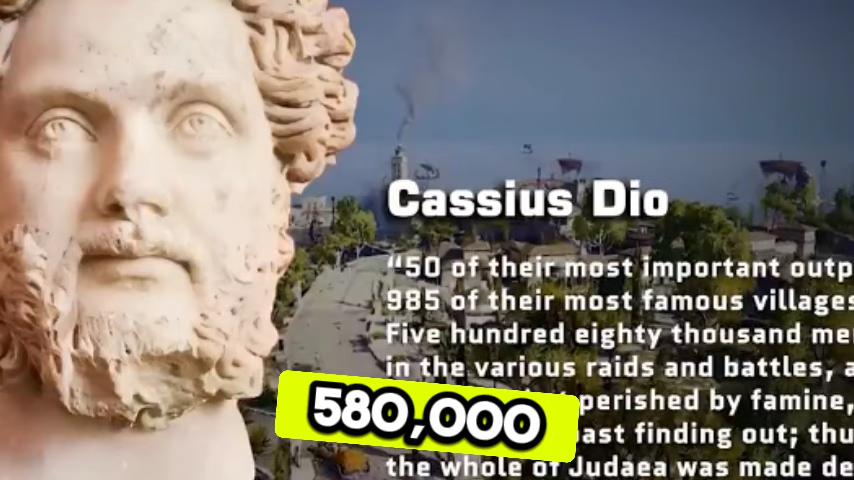 Cassius Dio
“50 of their most important outp
985 of their most famous villages
Five hundred eighty thousand me
in the various raids and battles, a
perished by famine,
past finding out; thu
the whole of Judaea was made de
580,000